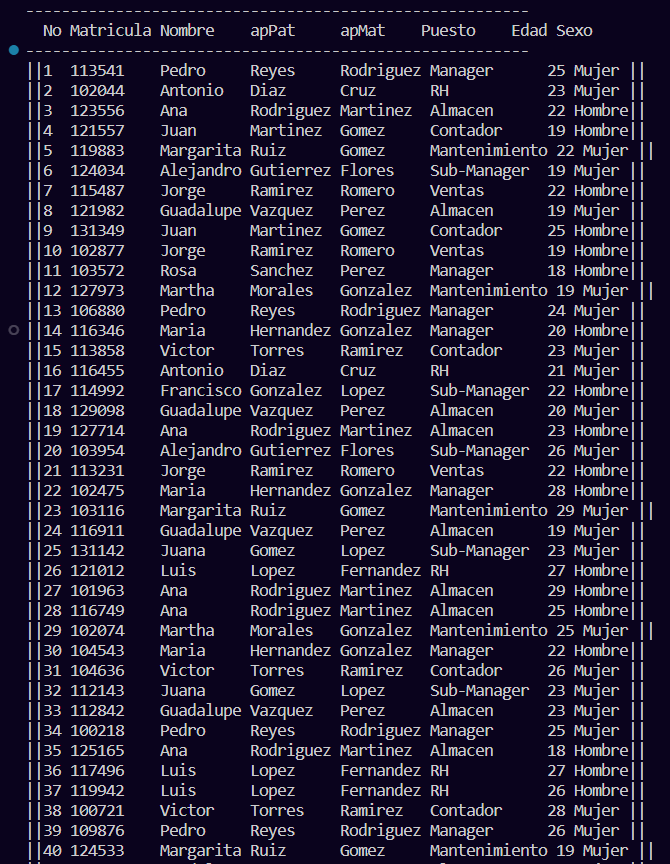 --------------------------------------------------------
No Matricula Nombre    apPat     apMat    Puesto    Edad Sexo
--------------------------------------------------------
||1  113541    Pedro     Reyes     Rodriguez Manager      25 Mujer ||
||2  102044    Antonio   Diaz      Cruz      RH           23 Mujer ||
||3  123556    Ana       Rodriguez Martinez  Almacen      22 Hombre||
||4  121557    Juan      Martinez  Gomez     Contador     19 Hombre||
||5  119883    Margarita Ruiz      Gomez     Mantenimiento 22 Mujer ||
||6  124034    Alejandro Gutierrez Flores    Sub-Manager  19 Mujer ||
||7  115487    Jorge     Ramirez   Romero    Ventas       22 Hombre||
||8  121982    Guadalupe Vazquez   Perez     Almacen      19 Mujer ||
||9  131349    Juan      Martinez  Gomez     Contador     25 Hombre||
||10 102877    Jorge     Ramirez   Romero    Ventas       19 Hombre||
||11 103572    Rosa      Sanchez   Perez     Manager      18 Hombre||
||12 127973    Martha    Morales   Gonzalez  Mantenimiento 19 Mujer ||
||13 106880    Pedro     Reyes     Rodriguez Manager      24 Mujer ||
||14 116346    Maria     Hernandez Gonzalez  Manager      20 Hombre||
||15 113858    Victor    Torres    Ramirez   Contador     23 Mujer ||
||16 116455    Antonio   Diaz      Cruz      RH           21 Mujer ||
||17 114992    Francisco Gonzalez  Lopez     Sub-Manager  22 Hombre||
||18 129098    Guadalupe Vazquez   Perez     Almacen      20 Mujer ||
||19 127714    Ana       Rodriguez Martinez  Almacen      23 Hombre||
||20 103954    Alejandro Gutierrez Flores    Sub-Manager  26 Mujer ||
||21 113231    Jorge     Ramirez   Romero    Ventas       22 Hombre||
||22 102475    Maria     Hernandez Gonzalez  Manager      28 Hombre||
||23 103116    Margarita Ruiz      Gomez     Mantenimiento 29 Mujer ||
||24 116911    Guadalupe Vazquez   Perez     Almacen      19 Mujer ||
||25 131142    Juana     Gomez     Lopez     Sub-Manager  23 Mujer ||
||26 121012    Luis      Lopez     Fernandez RH           27 Hombre||
||27 101963    Ana       Rodriguez Martinez  Almacen      29 Hombre||
||28 116749    Ana       Rodriguez Martinez  Almacen      25 Hombre||
||29 102074    Martha    Morales   Gonzalez  Mantenimiento 25 Mujer ||
||30 104543    Maria     Hernandez Gonzalez  Manager      22 Hombre||
||31 104636    Victor    Torres    Ramirez   Contador     26 Mujer ||
||32 112143    Juana     Gomez     Lopez     Sub-Manager  23 Mujer ||
||33 112842    Guadalupe Vazquez   Perez     Almacen      23 Mujer ||
||34 100218    Pedro     Reyes     Rodriguez Manager      25 Mujer ||
||35 125165    Ana       Rodriguez Martinez  Almacen      18 Hombre||
||36 117496    Luis      Lopez     Fernandez RH           27 Hombre||
||37 119942    Luis      Lopez     Fernandez RH           26 Hombre||
||38 100721    Victor    Torres    Ramirez   Contador     28 Mujer ||
||39 109876    Pedro     Reyes     Rodriguez Manager      26 Mujer ||
||40 124533    Margarita Ruiz      Gomez     Mantenimiento 19 Mujer ||